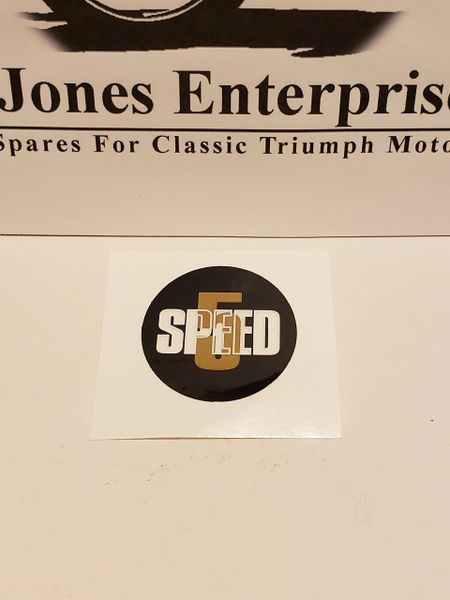 Jones Enterprise
Spares For Classic Triumph Moto
5
SPEED